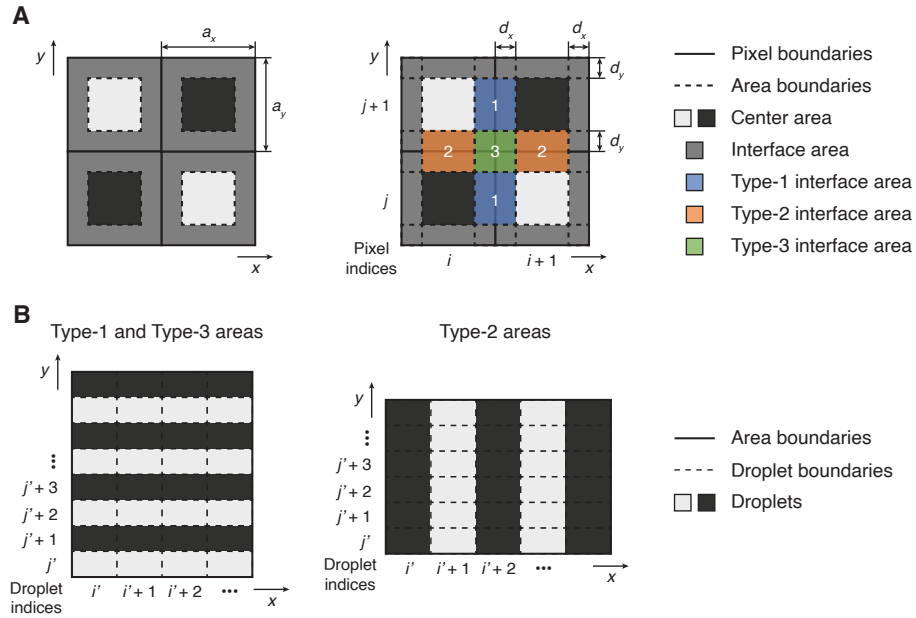 A
a_x
y
a_y
x
d_x
d_x
y
d_y
j + 1
1
d_y
2
3
2
j
1
Pixel
indices
i
i + 1
x
Pixel boundaries
Area boundaries
Center area
Interface area
Type-1 interface area
Type-2 interface area
Type-3 interface area
B
Type-1 and Type-3 areas
y
•••
j' + 3
j' + 2
j' + 1
j'
Droplet
indices
i'
i' + 1
i' + 2
•••
x
Type-2 areas
y
•••
j' + 3
j' + 2
j' + 1
j'
Droplet
indices
i'
i' + 1
i' + 2
•••
x
Area boundaries
Droplet boundaries
Droplets